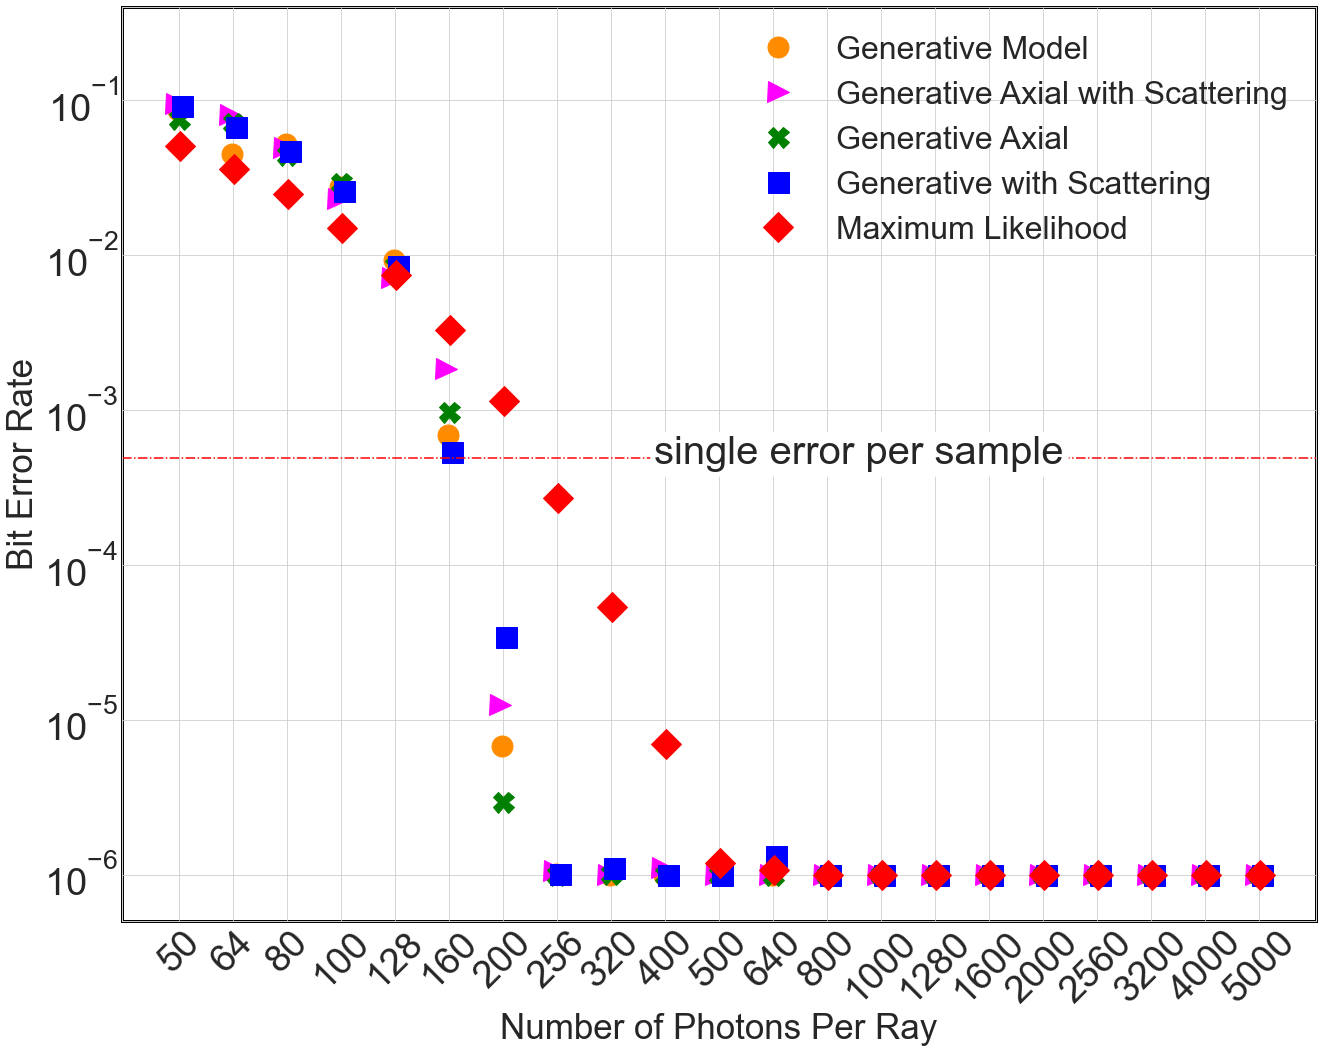 Generative Model
Generative Axial with Scattering
Generative Axial
Generative with Scattering
Maximum Likelihood
10⁻¹
10⁻²
10⁻³
10⁻⁴
10⁻⁵
10⁻⁶
Bit Error Rate
single error per sample
50 64 80 100 128 160 200 256 320 400 500 640 800 1000 1280 1600 2000 2560 3200 4000 5000
Number of Photons Per Ray